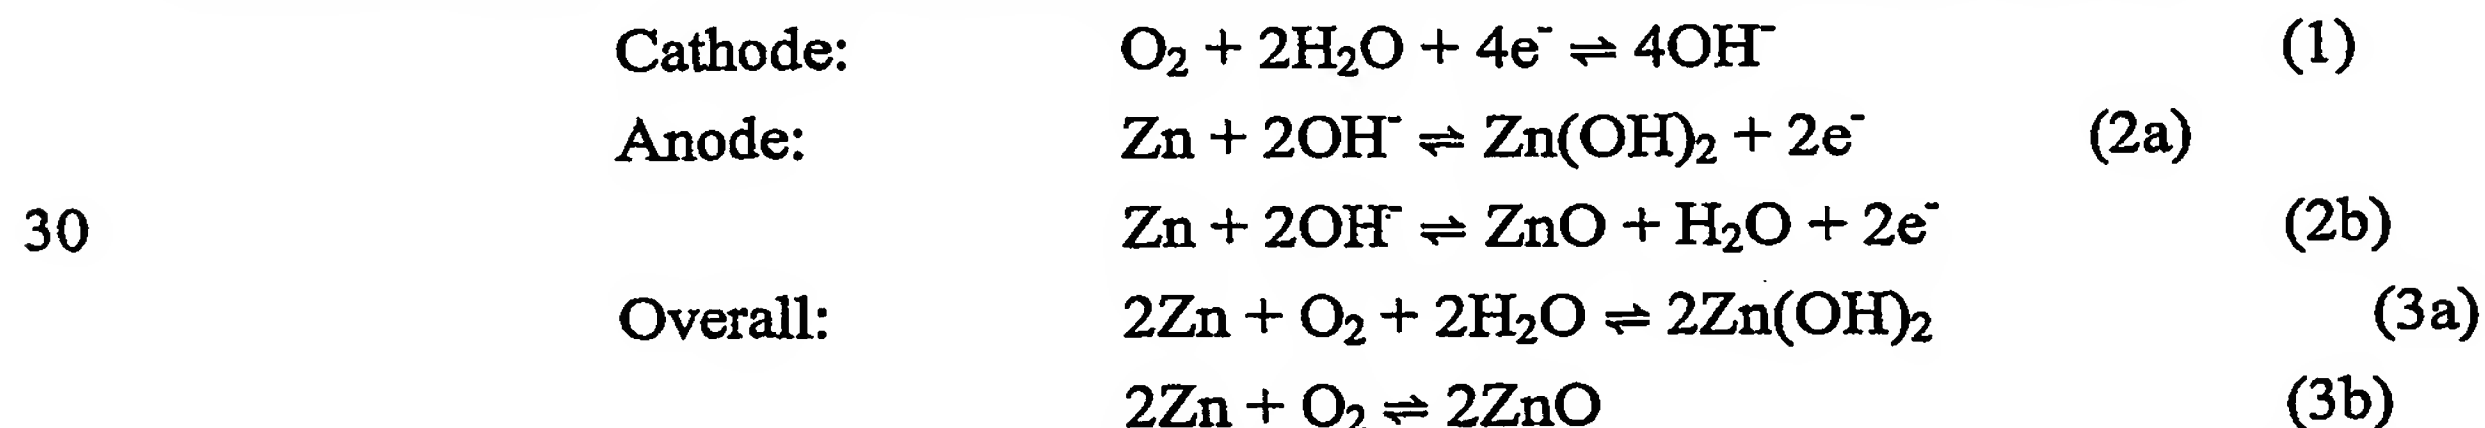 Cathode: O₂ + 2H₂O + 4e⁻ ⇌ 4OH⁻ (1)
Anode: Zn + 2OH⁻ ⇌ Zn(OH)₂ + 2e⁻ (2a)
30 Zn + 2OH⁻ ⇌ ZnO + H₂O + 2e⁻ (2b)
Overall: 2Zn + O₂ + 2H₂O ⇌ 2Zn(OH)₂ (3a)
2Zn + O₂ ⇌ 2ZnO (3b)